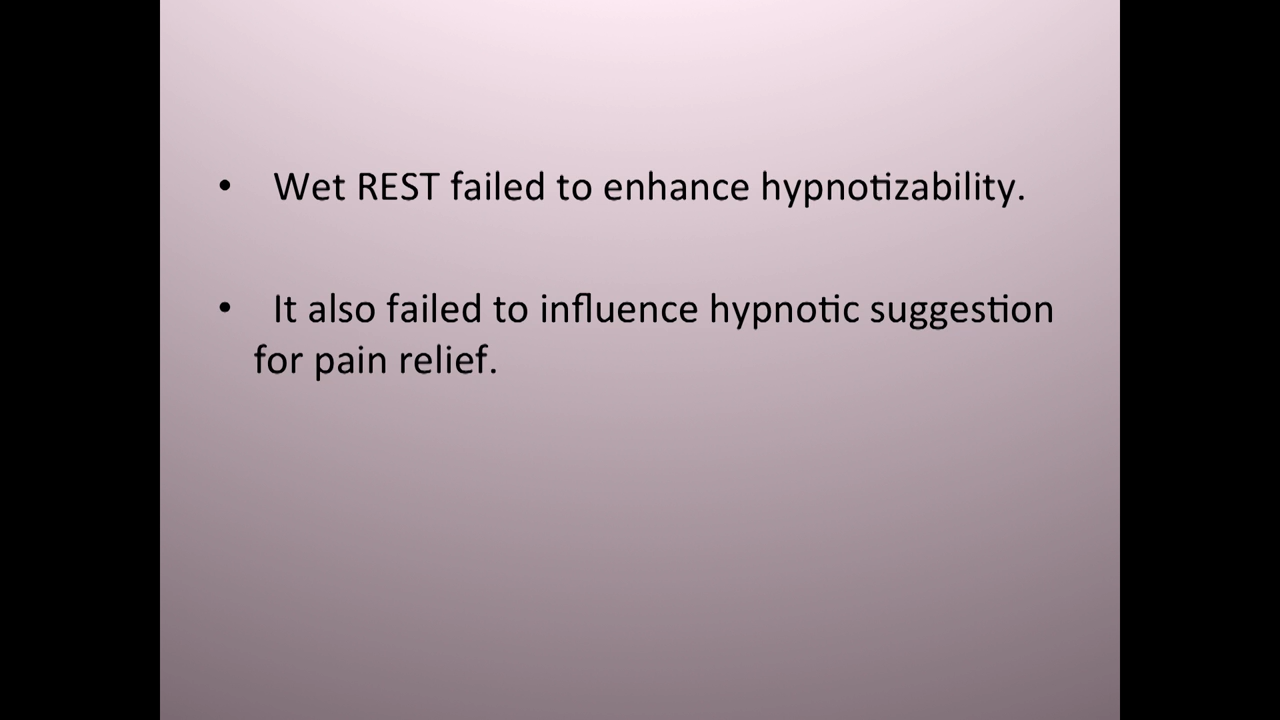 • Wet REST failed to enhance hypnotizability.
• It also failed to influence hypnotic suggestion
for pain relief.